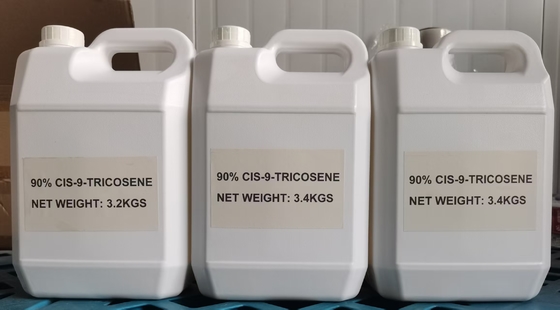 90% CIS-9-TRICOSENE
NET WEIGHT: 3.2KGS
90% CIS-9-TRICOSENE
NET WEIGHT: 3.4KGS
90% CIS-9-TRICOSENE
NET WEIGHT: 3.4KGS